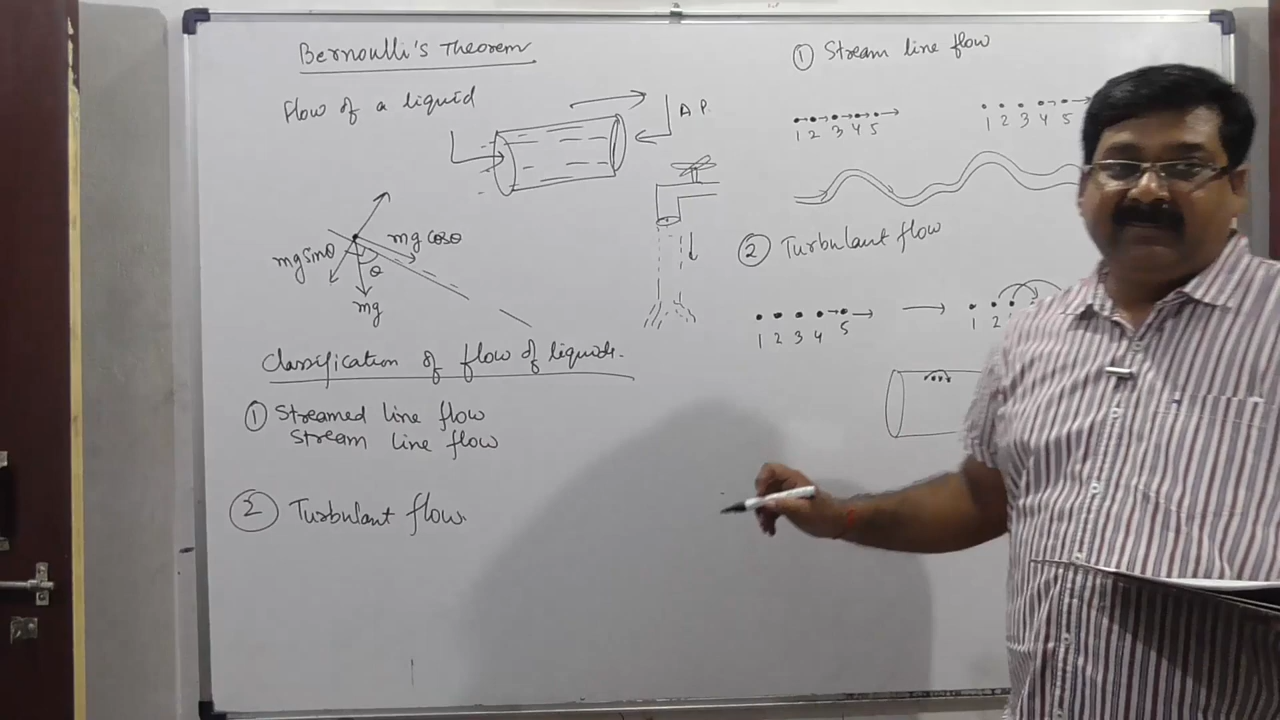 Bernoulli's Theorem
Flow of a liquid
A.P.
mg sinθ
mg cosθ
θ
mg
Classification of flow of liquids.
① Streamed line flow
Stream line flow
② Turbulant flow.
① Stream line flow
1 2 3 4 5
1 2 3 4 5
② Turbulant flow
1 2 3 4 5
1 2